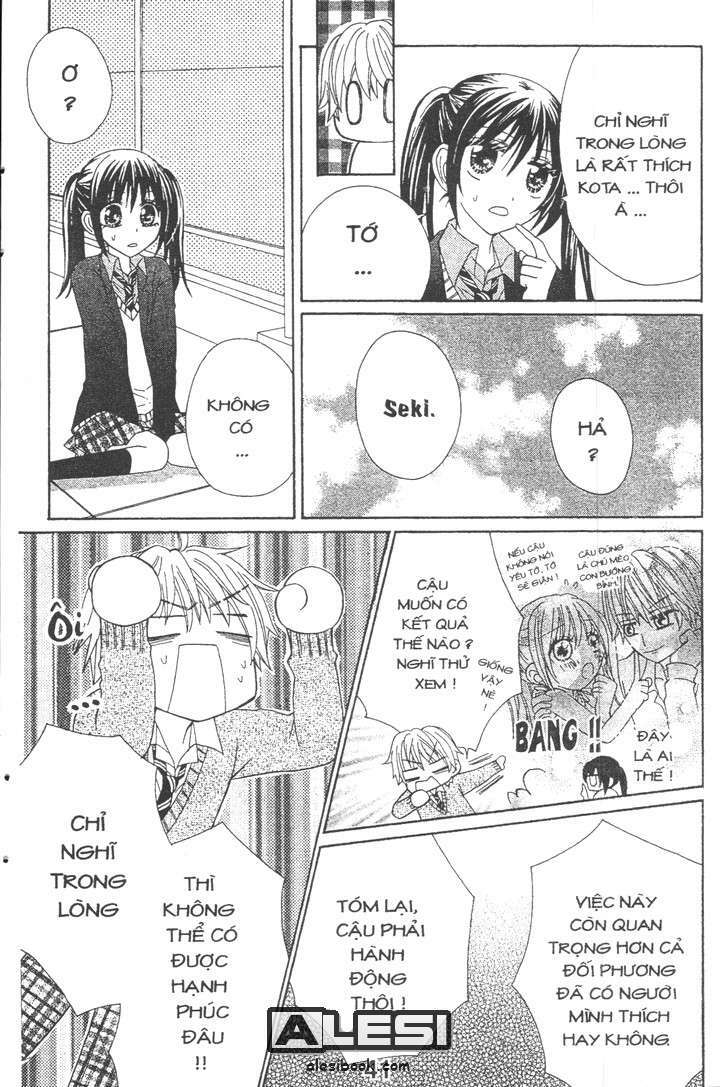 CHỈ NGHĨ
TRONG LÒNG
LÀ RẤT THÍCH
KOTA ... THÔI
À ...
TỚ
...
Ơ
?
KHÔNG
CÓ
...
HẢ
?
Seki.
CẬU ĐÚNG
LÀ CHÚ MÈO
CON BƯỚNG
BỈNH.
NẾU CẬU
KHÔNG NÓI
YÊU TỚ, TỚ
SẼ GIẬN !
CẬU
MUỐN CÓ
KẾT QUẢ
THẾ NÀO ?
NGHĨ THỬ
XEM !
GIỐNG
VẬY
NÈ !
BANG !!
ĐÂY
LÀ AI
THẾ !
Ôi
...
CHỈ
NGHĨ
TRONG
LÒNG
THÌ
KHÔNG
THỂ CÓ
ĐƯỢC
HẠNH
PHÚC
ĐÂU
!!
VIỆC NÀY
CÒN QUAN
TRỌNG HƠN CẢ
ĐỐI PHƯƠNG
ĐÃ CÓ NGƯỜI
MÌNH THÍCH
HAY KHÔNG.
TÓM LẠI,
CẬU PHẢI
HÀNH
ĐỘNG
THÔI !
ALESI
alesibook.com